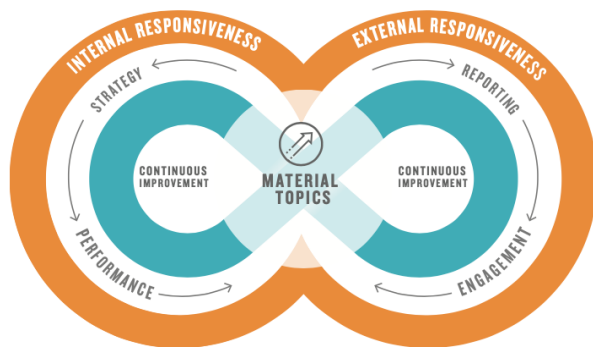 INTERNAL RESPONSIVENESS
EXTERNAL RESPONSIVENESS
STRATEGY
REPORTING
CONTINUOUS
IMPROVEMENT
MATERIAL
TOPICS
CONTINUOUS
IMPROVEMENT
PERFORMANCE
ENGAGEMENT